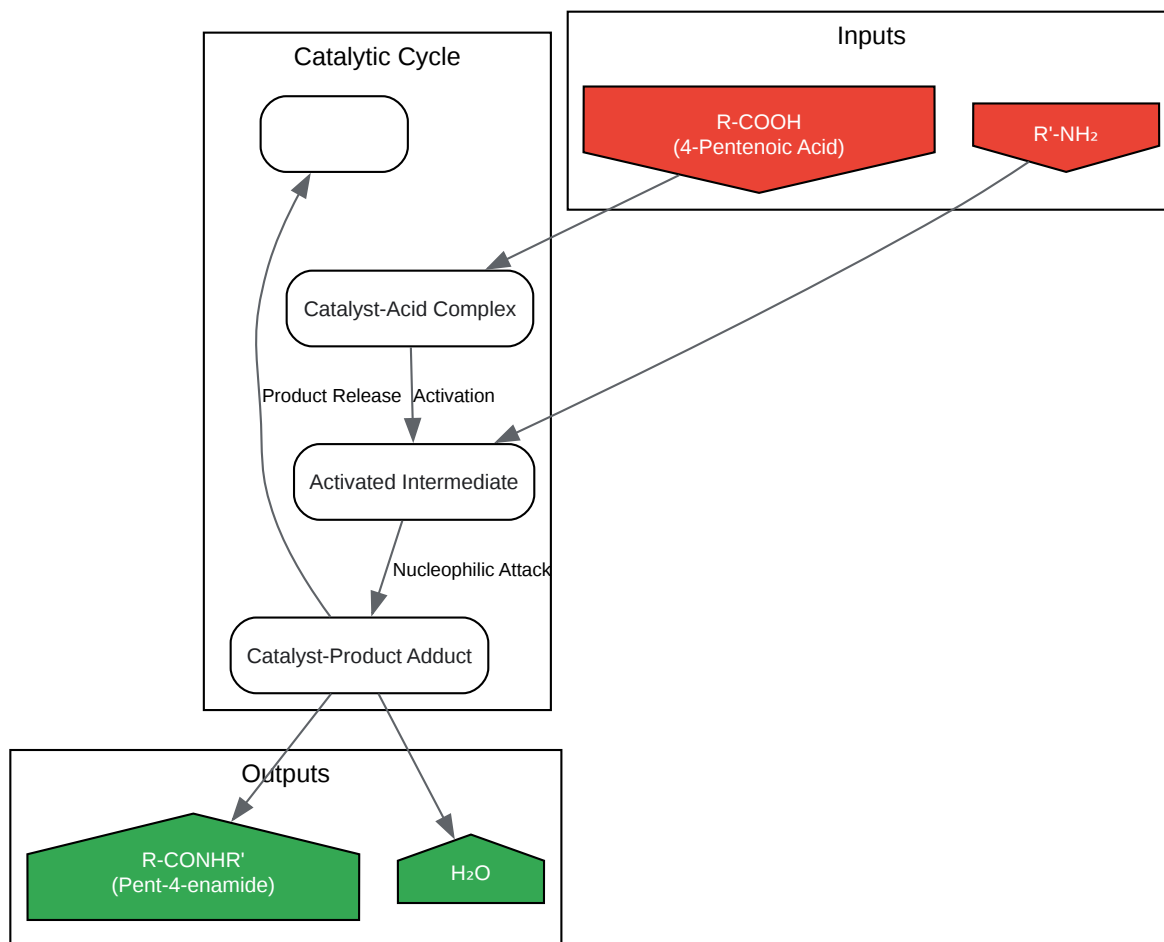 Catalytic Cycle
Inputs
R-COOH
(4-Pentenoic Acid)
R'-NH₂
Catalyst-Acid Complex
Product Release
Activation
Activated Intermediate
Nucleophilic Attack
Catalyst-Product Adduct
Outputs
R-CONHR'
(Pent-4-enamide)
H₂O